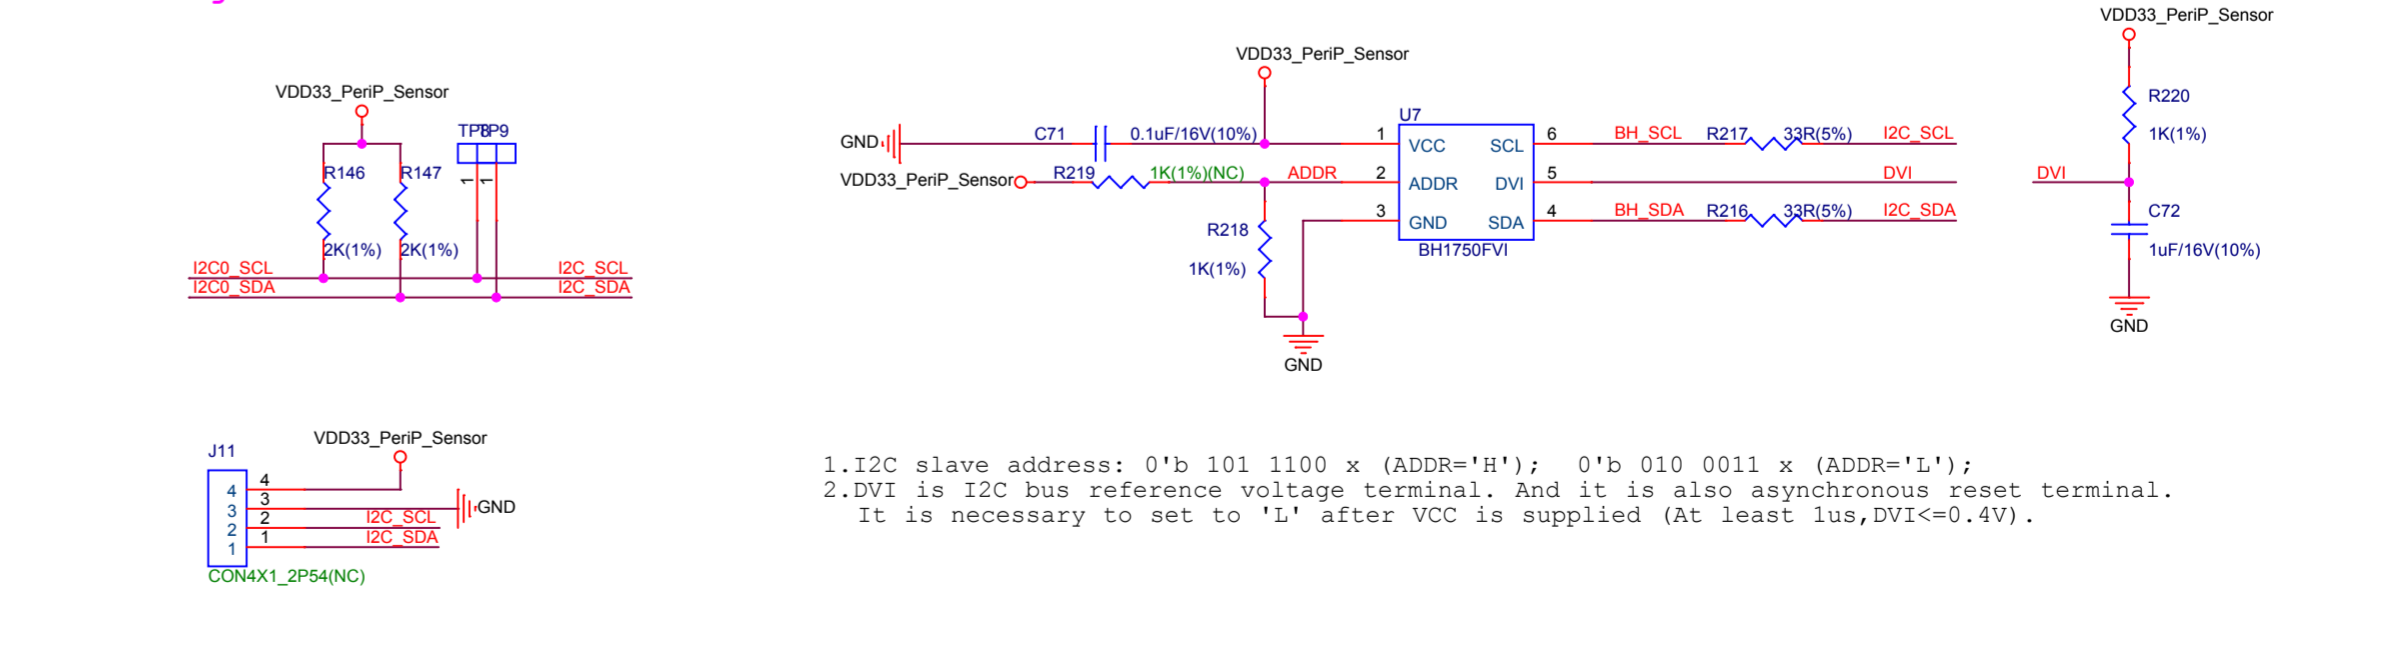 VDD33_PeriP_Sensor
TP8 TP9
R146
R147
1
1
2K(1%)
2K(1%)
I2C0_SCL
I2C_SCL
I2C0_SDA
I2C_SDA
VDD33_PeriP_Sensor
GND
C71
0.1uF/16V(10%)
VDD33_PeriP_Sensor
R219
1K(1%)(NC)
ADDR
R218
1K(1%)
GND
U7
1 VCC SCL 6
2 ADDR DVI 5
3 GND SDA 4
BH1750FVI
BH_SCL
R217
33R(5%)
I2C_SCL
DVI
BH_SDA
R216
33R(5%)
I2C_SDA
VDD33_PeriP_Sensor
R220
1K(1%)
DVI
C72
1uF/16V(10%)
GND
VDD33_PeriP_Sensor
J11
4 4
3 3
GND
2 2
I2C_SCL
1 1
I2C_SDA
CON4X1_2P54(NC)
1.I2C slave address: 0'b 101 1100 x (ADDR='H'); 0'b 010 0011 x (ADDR='L');
2.DVI is I2C bus reference voltage terminal. And it is also asynchronous reset terminal.
It is necessary to set to 'L' after VCC is supplied (At least 1us,DVI<=0.4V).